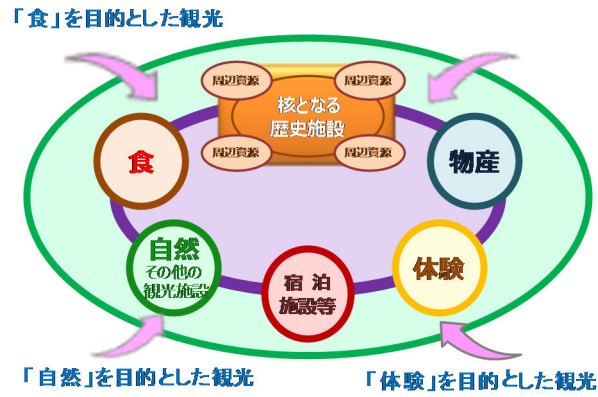 「食」を目的とした観光
周辺資源
周辺資源
核となる
歴史施設
周辺資源
周辺資源
食
物産
自然
その他の
観光施設
宿泊
施設等
体験
「自然」を目的とした観光
「体験」を目的とした観光